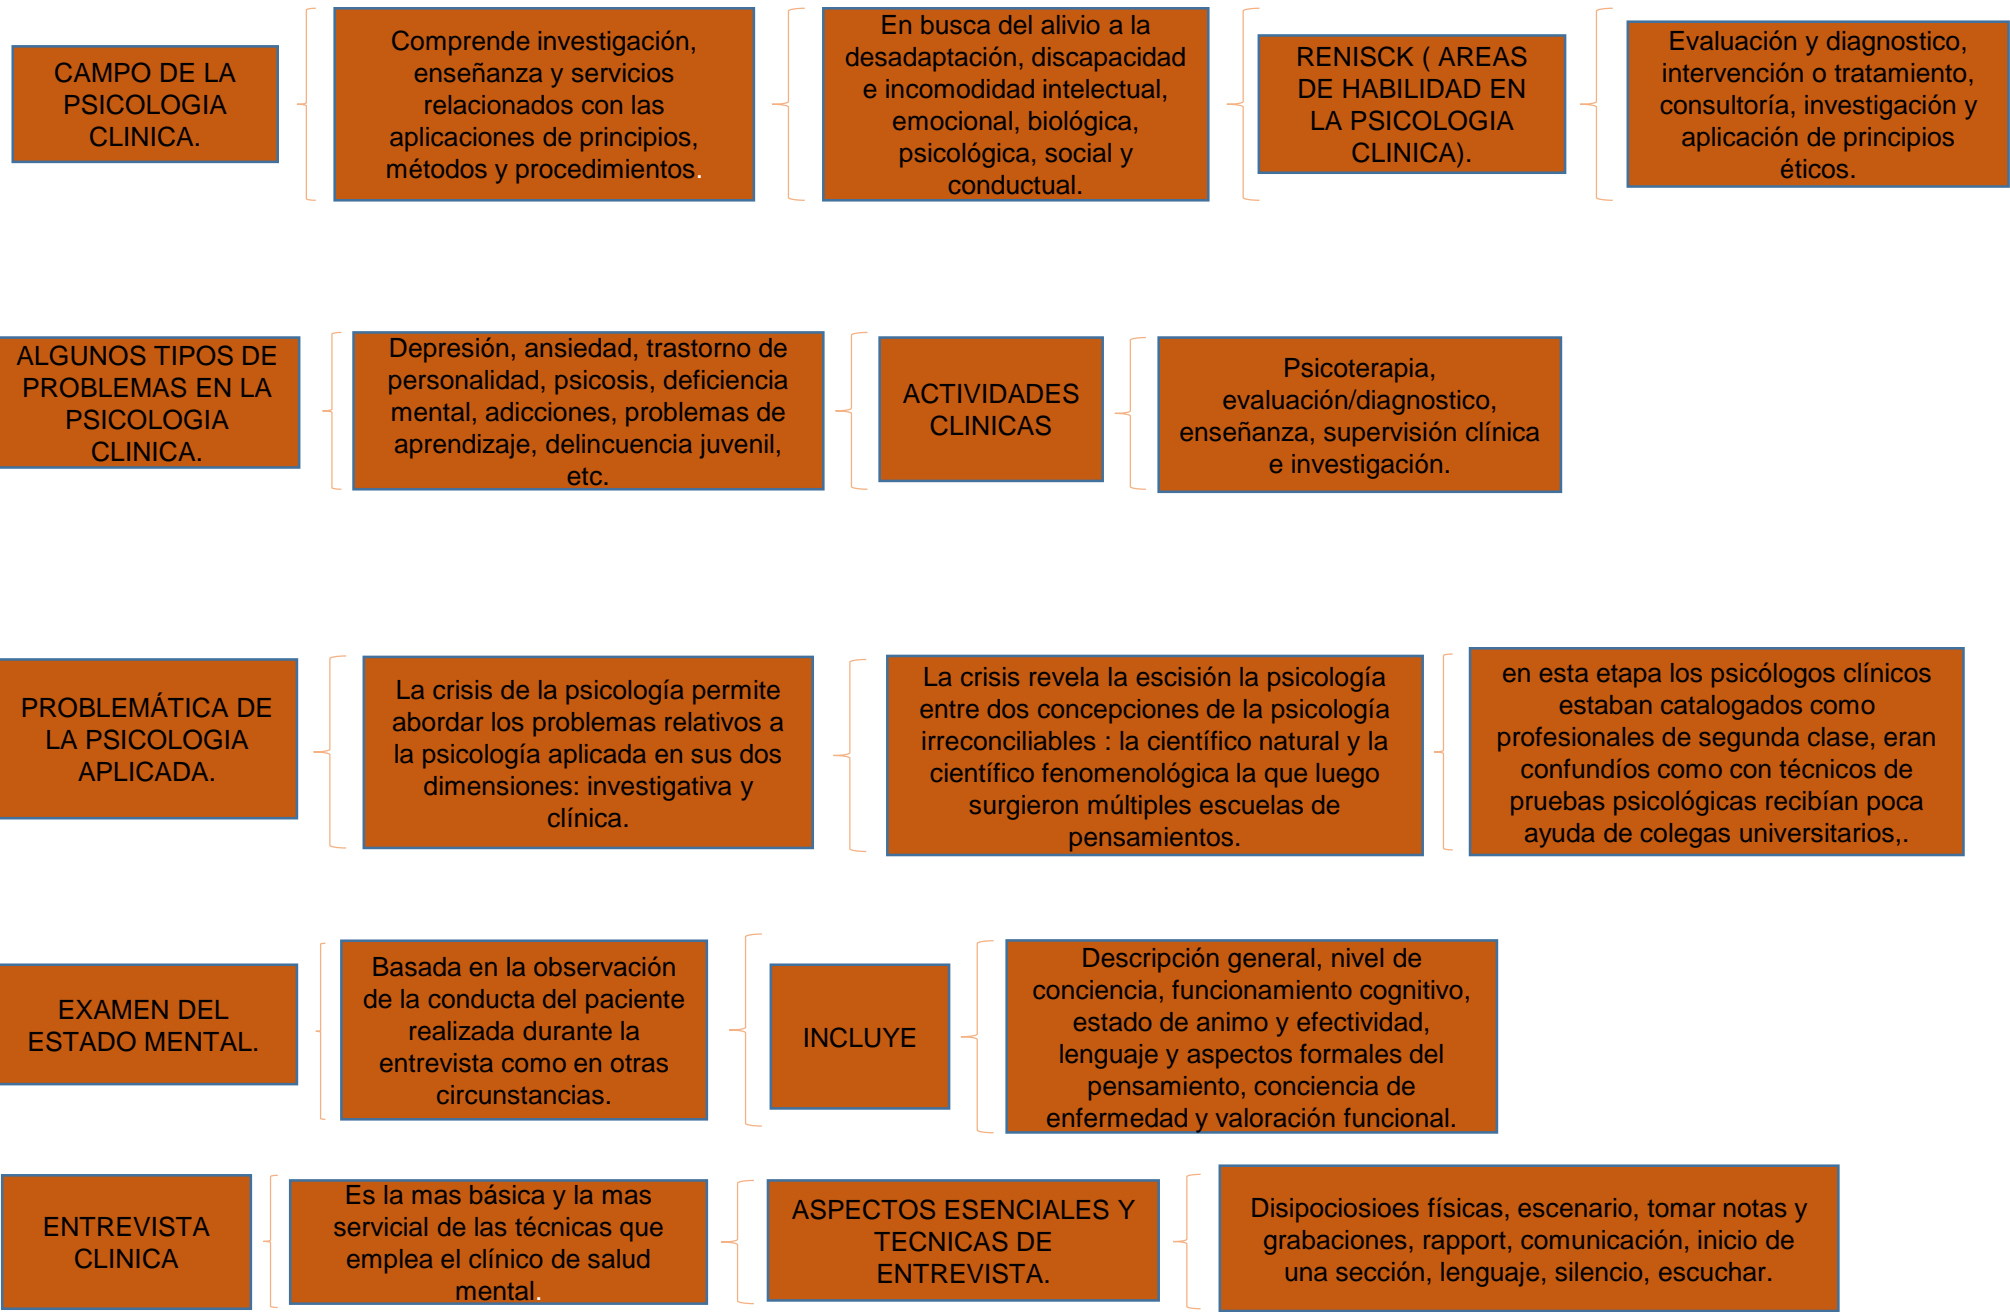 CAMPO DE LA
PSICOLOGIA
CLINICA.
Comprende investigación,
enseñanza y servicios
relacionados con las
aplicaciones de principios,
métodos y procedimientos.
En busca del alivio a la
desadaptación, discapacidad
e incomodidad intelectual,
emocional, biológica,
psicológica, social y
conductual.
RENISCK ( AREAS
DE HABILIDAD EN
LA PSICOLOGIA
CLINICA).
Evaluación y diagnostico,
intervención o tratamiento,
consultoría, investigación y
aplicación de principios
éticos.
ALGUNOS TIPOS DE
PROBLEMAS EN LA
PSICOLOGIA
CLINICA.
Depresión, ansiedad, trastorno de
personalidad, psicosis, deficiencia
mental, adicciones, problemas de
aprendizaje, delincuencia juvenil,
etc.
ACTIVIDADES
CLINICAS
Psicoterapia,
evaluación/diagnostico,
enseñanza, supervisión clínica
e investigación.
PROBLEMÁTICA DE
LA PSICOLOGIA
APLICADA.
La crisis de la psicología permite
abordar los problemas relativos a
la psicología aplicada en sus dos
dimensiones: investigativa y
clínica.
La crisis revela la escisión la psicología
entre dos concepciones de la psicología
irreconciliables : la científico natural y la
científico fenomenológica la que luego
surgieron múltiples escuelas de
pensamientos.
en esta etapa los psicólogos clínicos
estaban catalogados como
profesionales de segunda clase, eran
confundíos como con técnicos de
pruebas psicológicas recibían poca
ayuda de colegas universitarios,.
EXAMEN DEL
ESTADO MENTAL.
Basada en la observación
de la conducta del paciente
realizada durante la
entrevista como en otras
circunstancias.
INCLUYE
Descripción general, nivel de
conciencia, funcionamiento cognitivo,
estado de animo y efectividad,
lenguaje y aspectos formales del
pensamiento, conciencia de
enfermedad y valoración funcional.
ENTREVISTA
CLINICA
Es la mas básica y la mas
servicial de las técnicas que
emplea el clínico de salud
mental.
ASPECTOS ESENCIALES Y
TECNICAS DE
ENTREVISTA.
Disipociosioes físicas, escenario, tomar notas y
grabaciones, rapport, comunicación, inicio de
una sección, lenguaje, silencio, escuchar.